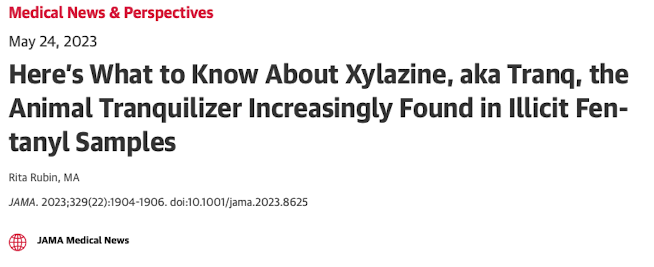 Medical News & Perspectives
May 24, 2023
Here's What to Know About Xylazine, aka Tranq, the
Animal Tranquilizer Increasingly Found in Illicit Fen-
tanyl Samples
Rita Rubin, MA
JAMA. 2023;329(22):1904-1906. doi:10.1001/jama.2023.8625
JAMA Medical News